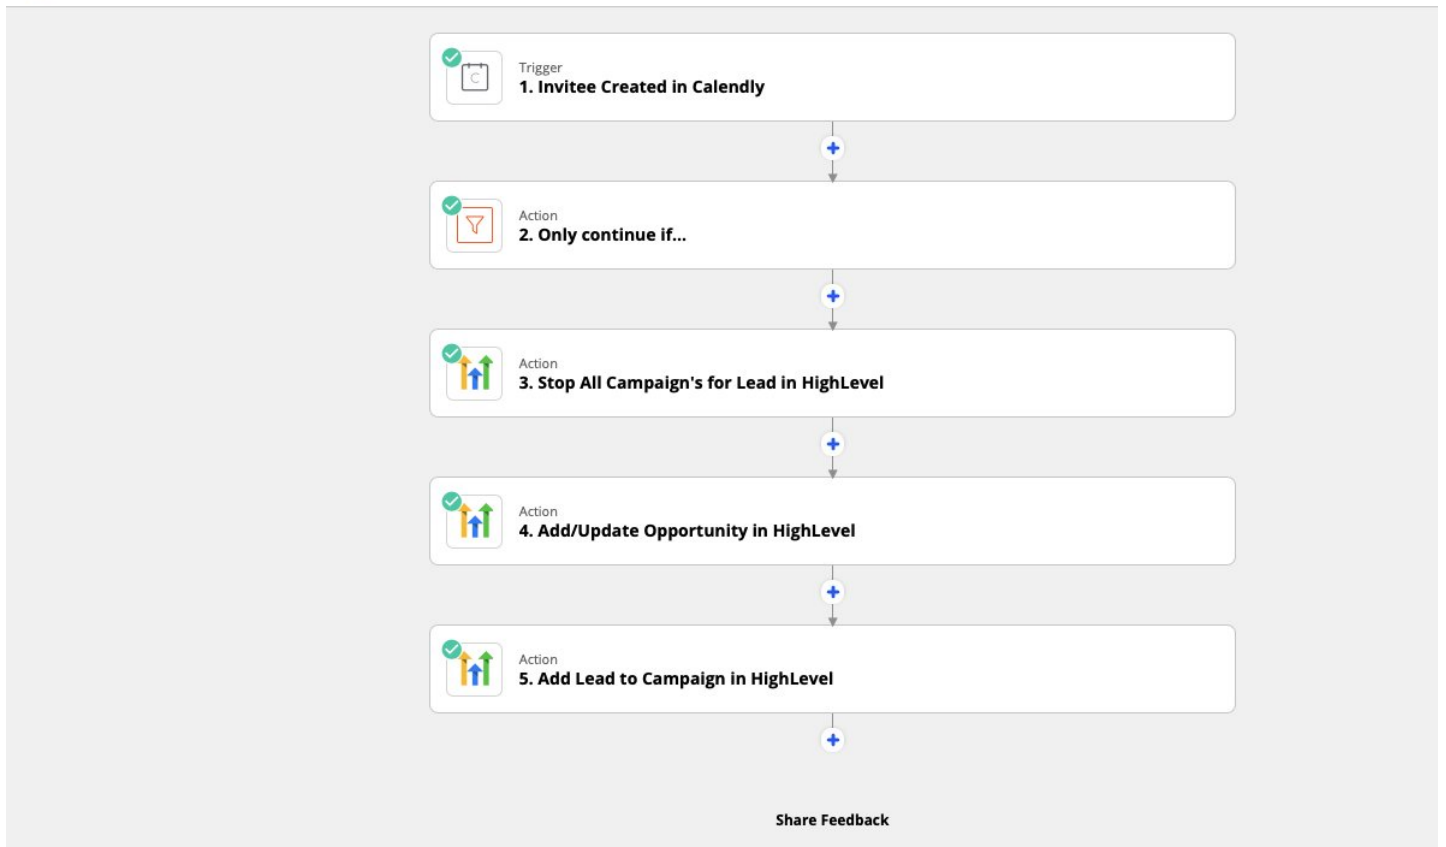 Trigger
1. Invitee Created in Calendly
Action
2. Only continue if...
Action
3. Stop All Campaign's for Lead in HighLevel
Action
4. Add/Update Opportunity in HighLevel
Action
5. Add Lead to Campaign in HighLevel
Share Feedback